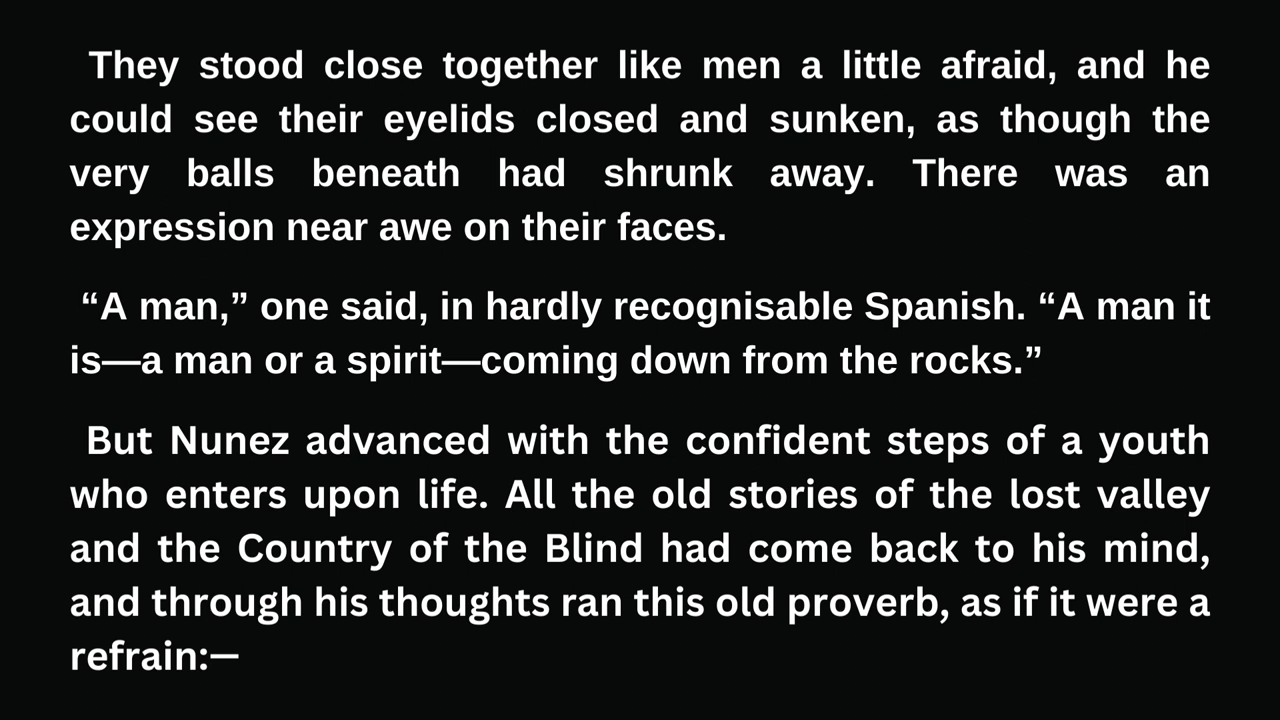 They stood close together like men a little afraid, and he
could see their eyelids closed and sunken, as though the
very balls beneath had shrunk away. There was an
expression near awe on their faces.
“A man,” one said, in hardly recognisable Spanish. “A man it
is—a man or a spirit—coming down from the rocks.”
But Nunez advanced with the confident steps of a youth
who enters upon life. All the old stories of the lost valley
and the Country of the Blind had come back to his mind,
and through his thoughts ran this old proverb, as if it were a
refrain:—